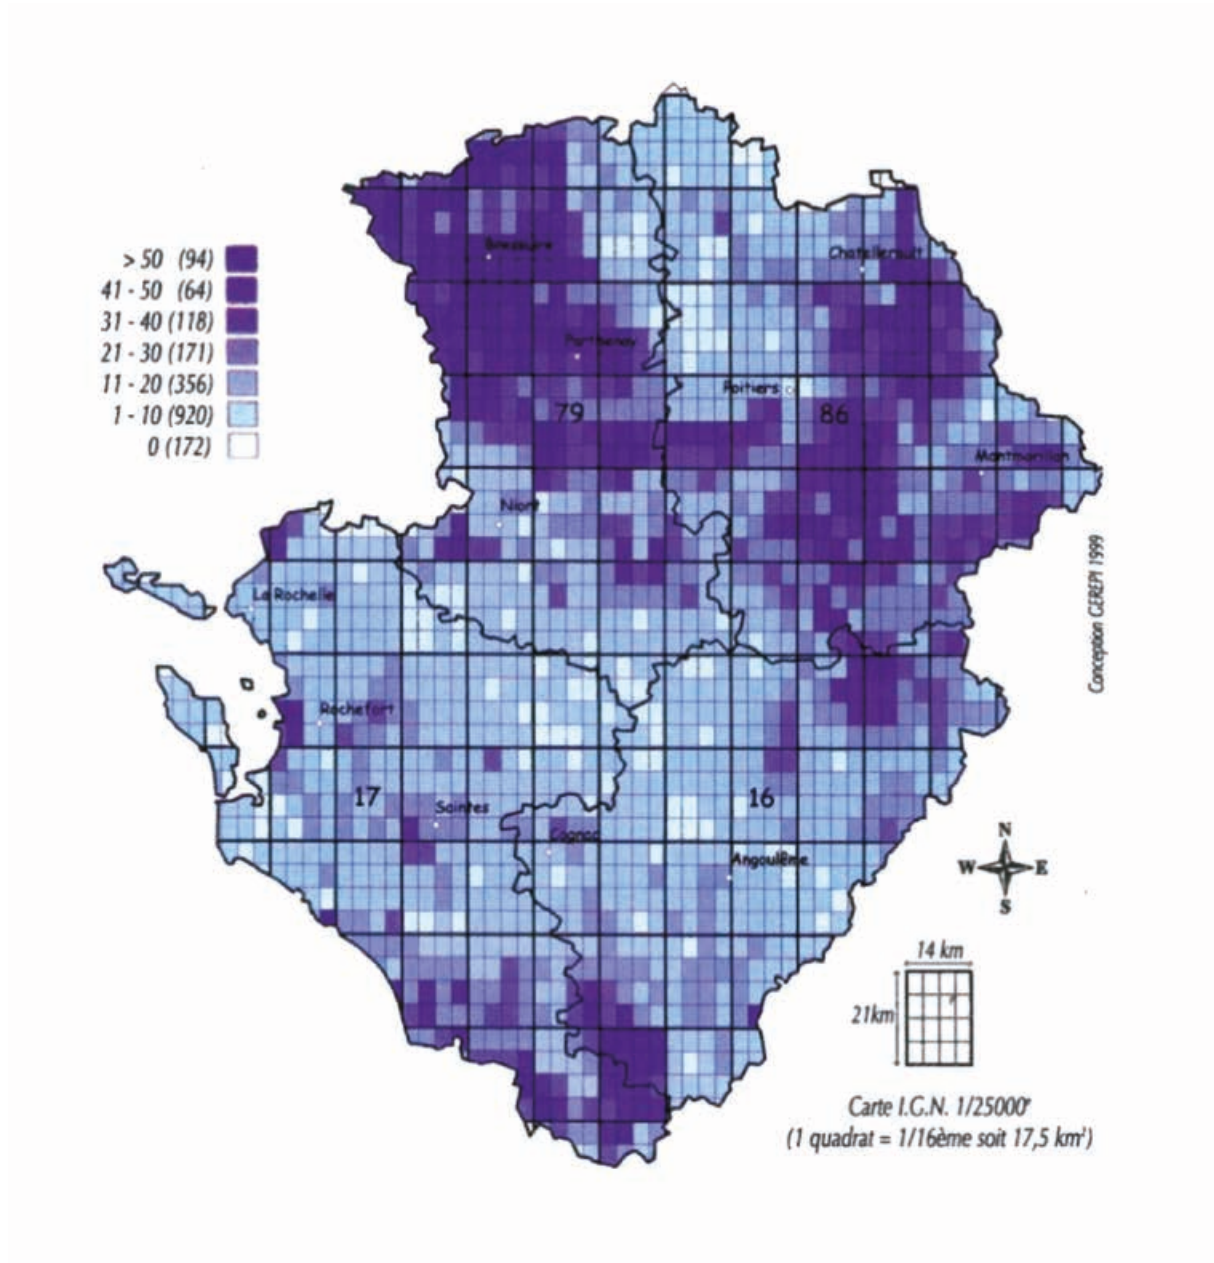 Bressuire
Chatellerault
> 50 (94)
41 - 50 (64)
31 - 40 (118)
21 - 30 (171)
11 - 20 (356)
1 - 10 (920)
0 (172)
Parthenay
Poitiers
79
86
Montmorillon
Niort
La Rochelle
Conception GEREPI 1999
Rochefort
17
16
Saintes
Cognac
Angoulême
N
W
E
S
14 km
21km
Carte I.G.N. 1/25000e
(1 quadrat = 1/16ème soit 17,5 km²)